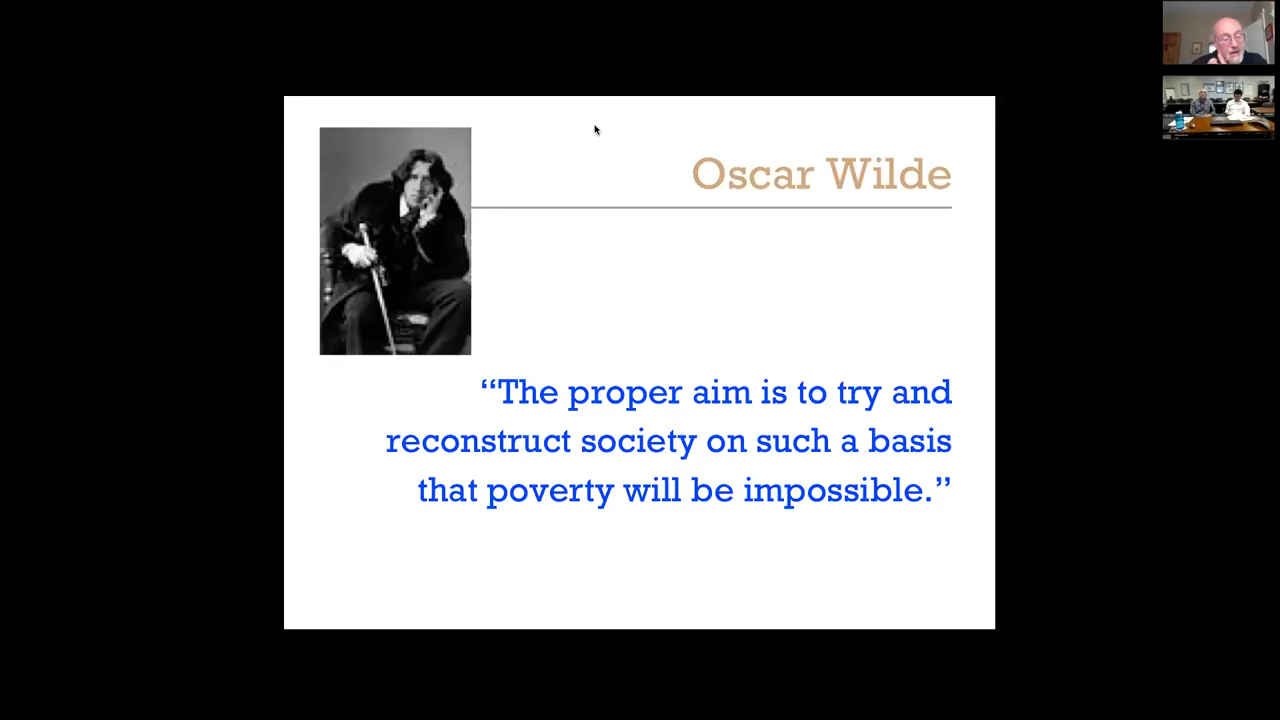 Oscar Wilde
“The proper aim is to try and
reconstruct society on such a basis
that poverty will be impossible.”